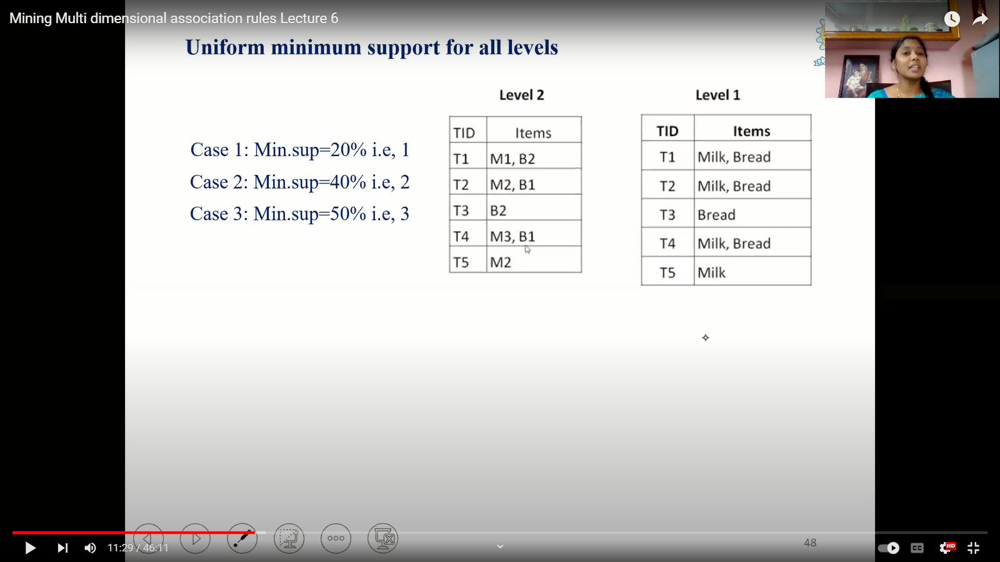 Mining Multi dimensional association rules Lecture 6
Uniform minimum support for all levels
Case 1: Min.sup=20% i.e, 1
Case 2: Min.sup=40% i.e, 2
Case 3: Min.sup=50% i.e, 3
Level 2
TID Items
T1 M1, B2
T2 M2, B1
T3 B2
T4 M3, B1
T5 M2
Level 1
TID Items
T1 Milk, Bread
T2 Milk, Bread
T3 Bread
T4 Milk, Bread
T5 Milk
48
11:29 / 46:11
CC
HD